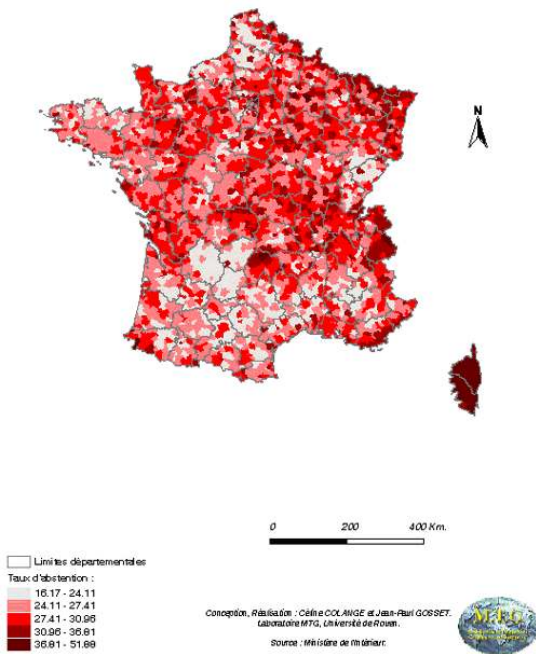 N
0 200 400 Km.
Limites départementales
Taux d'abstention :
16.17 - 24.11
24.11 - 27.41
27.41 - 30.96
30.96 - 36.81
36.81 - 51.88
Conception, Réalisation : Céline COLANGE et Jean-Paul GOSSET.
Laboratoire MTG, Université de Rouen.
Source : Ministère de l'Intérieur.
M.T.G